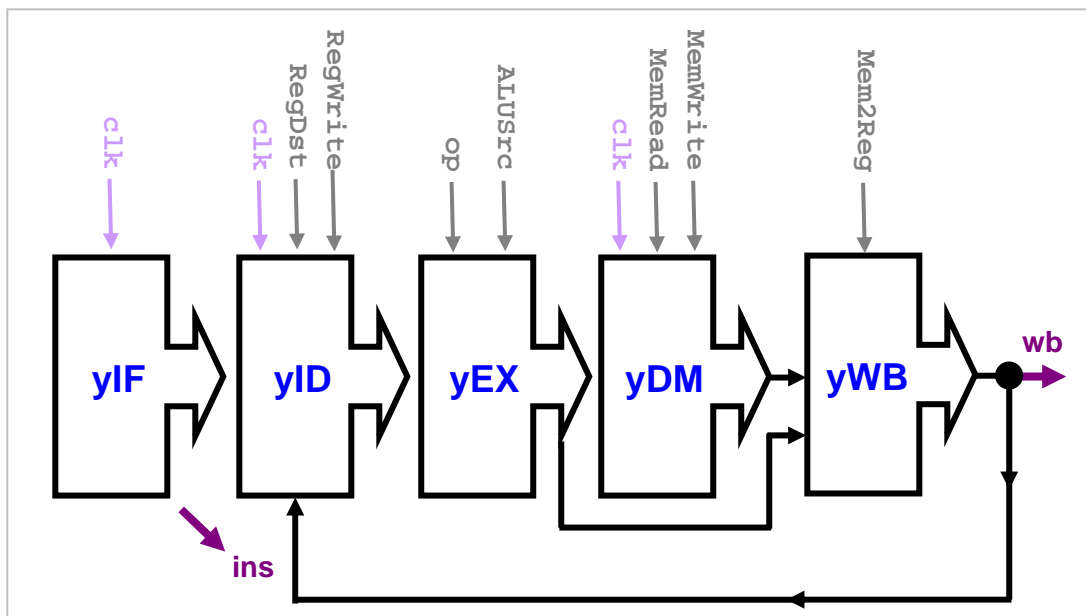 clk
clk
RegDst
RegWrite
op
ALUSrc
clk
MemRead
MemWrite
Mem2Reg
yIF
yID
yEX
yDM
yWB
wb
ins